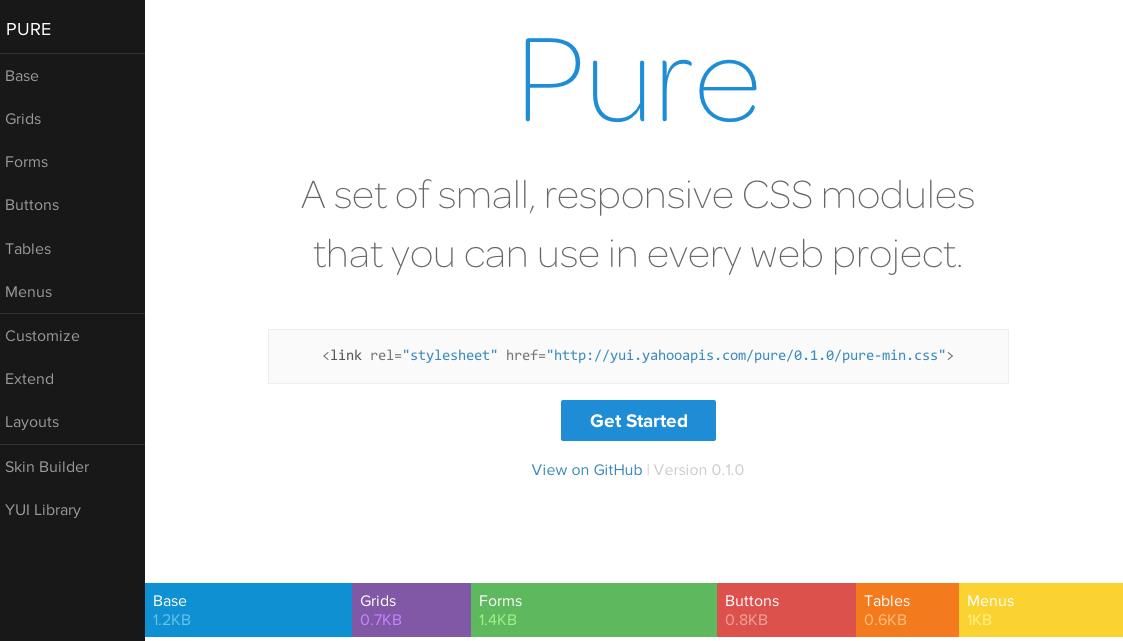 PURE
Base
Grids
Forms
Buttons
Tables
Menus
Customize
Extend
Layouts
Skin Builder
YUI Library
Pure
A set of small, responsive CSS modules
that you can use in every web project.
<link rel="stylesheet" href="http://yui.yahooapis.com/pure/0.1.0/pure-min.css">
Get Started
View on GitHub | Version 0.1.0
Base
1.2KB
Grids
0.7KB
Forms
1.4KB
Buttons
0.8KB
Tables
0.6KB
Menus
1KB